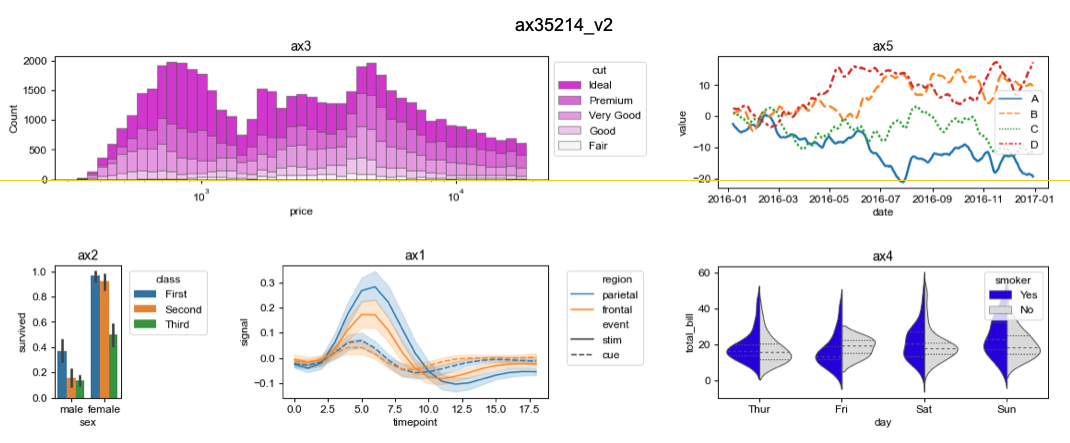 ax35214_v2
ax3
Count
2000
1500
1000
500
0
10^3
10^4
price
cut
Ideal
Premium
Very Good
Good
Fair
ax5
value
10
0
−10
−20
2016-01 2016-03 2016-05 2016-07 2016-09 2016-11 2017-01
date
A
B
C
D
ax2
survived
1.0
0.8
0.6
0.4
0.2
0.0
male female
sex
class
First
Second
Third
ax1
signal
0.3
0.2
0.1
0.0
−0.1
0.0 2.5 5.0 7.5 10.0 12.5 15.0 17.5
timepoint
region
parietal
frontal
event
stim
cue
ax4
total_bill
60
40
20
0
Thur Fri Sat Sun
day
smoker
Yes
No